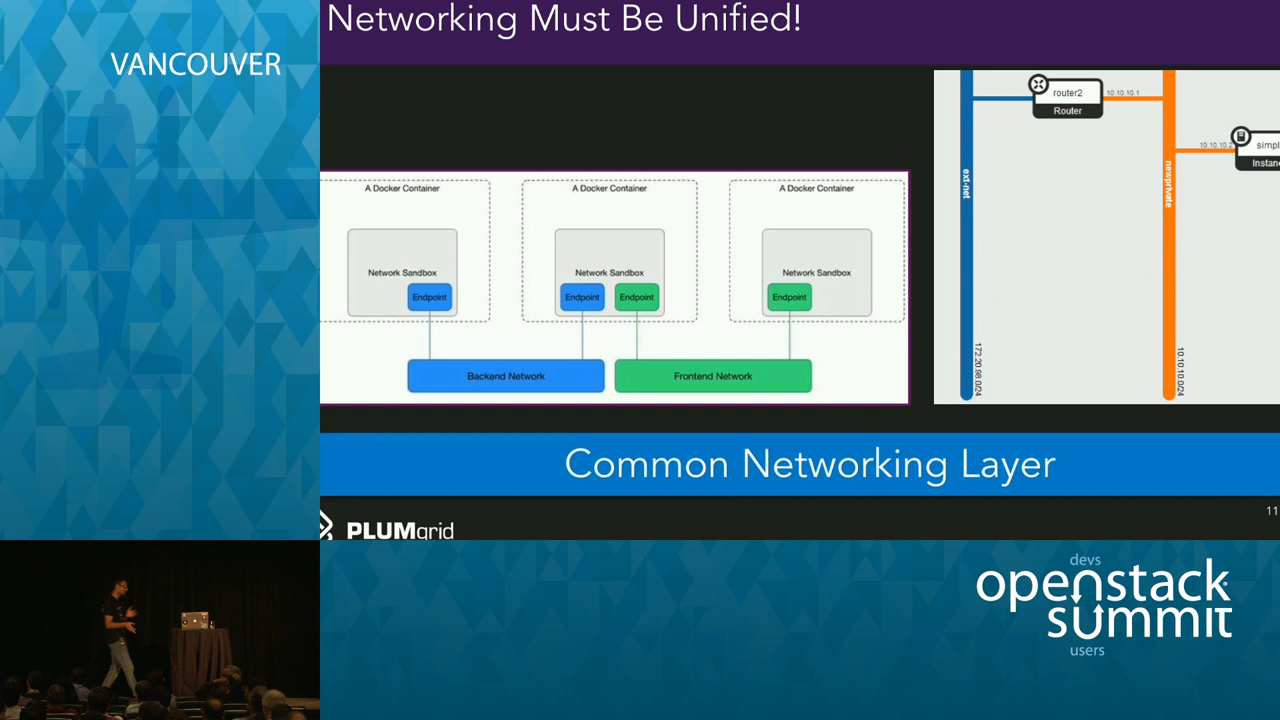 VANCOUVER
Networking Must Be Unified!
A Docker Container
A Docker Container
A Docker Container
Network Sandbox
Network Sandbox
Network Sandbox
Endpoint
Endpoint
Endpoint
Endpoint
Backend Network
Frontend Network
router2
Router
10.10.10.1
10.10.10.2
simpl
Instanc
ext-net
newprivate
172.20.98.0/24
10.10.10.0/24
Common Networking Layer
11
PLUMgrid
devs
openstack
summit
users